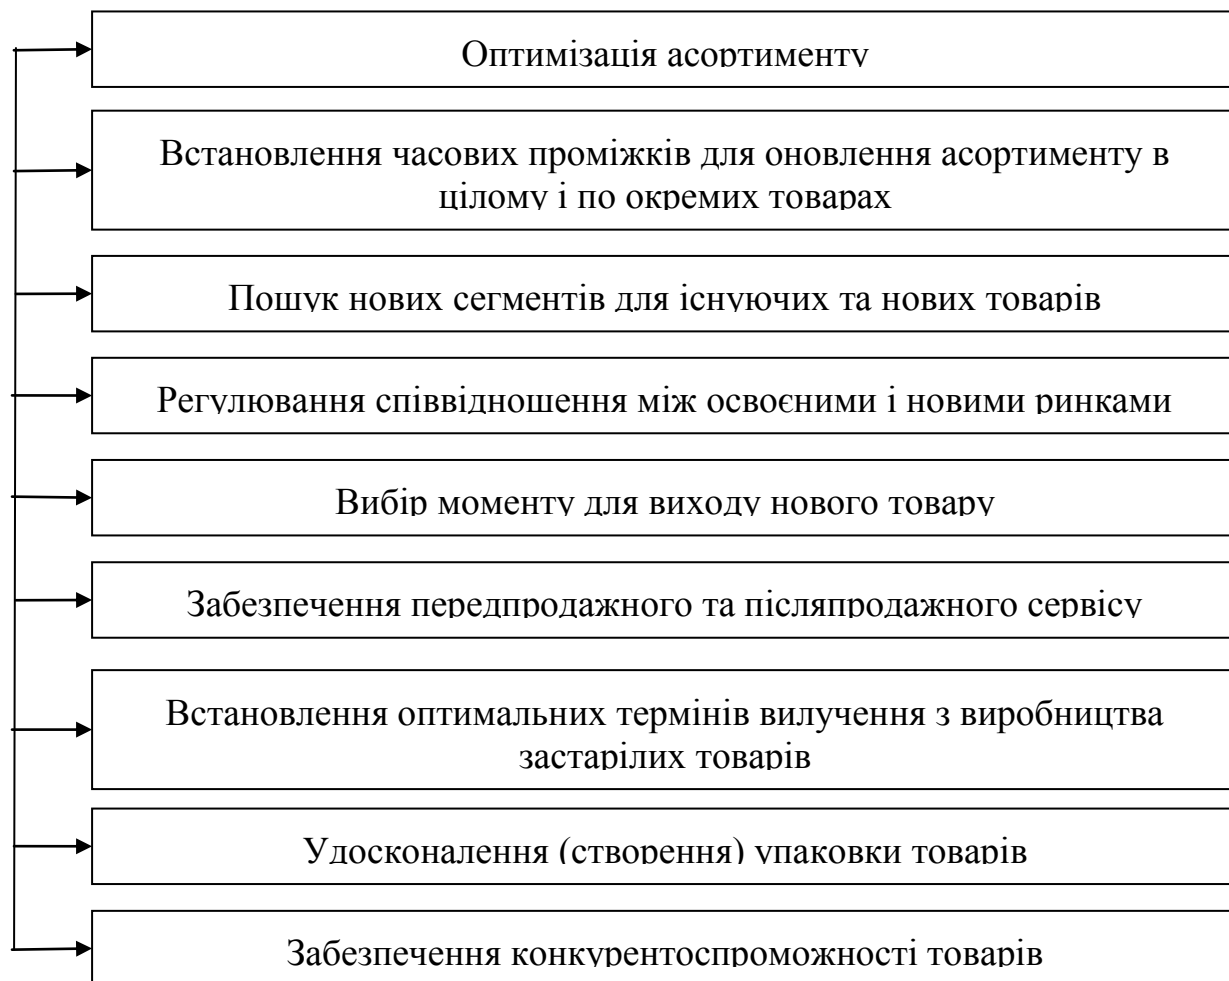 Оптимізація асортименту
Встановлення часових проміжків для оновлення асортименту в
цілому і по окремих товарах
Пошук нових сегментів для існуючих та нових товарів
Регулювання співвідношення між освоєними і новими ринками
Вибір моменту для виходу нового товару
Забезпечення передпродажного та післяпродажного сервісу
Встановлення оптимальних термінів вилучення з виробництва
застарілих товарів
Удосконалення (створення) упаковки товарів
Забезпечення конкурентоспроможності товарів